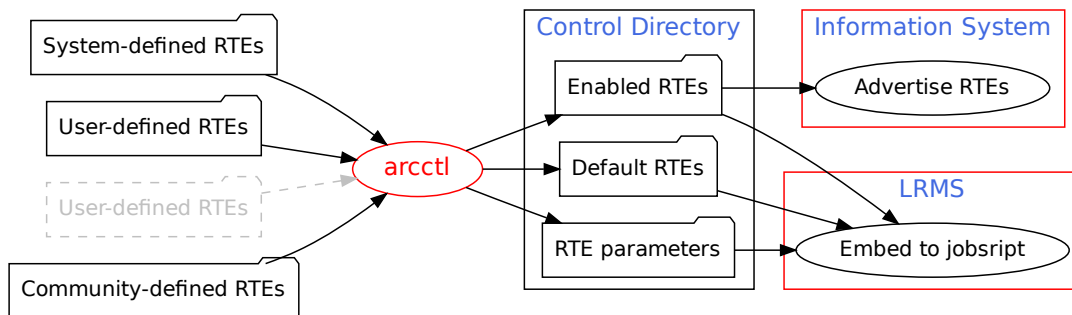 System-defined RTEs
User-defined RTEs
User-defined RTEs
Community-defined RTEs
arcctl
Control Directory
Enabled RTEs
Default RTEs
RTE parameters
Information System
Advertise RTEs
LRMS
Embed to jobsript